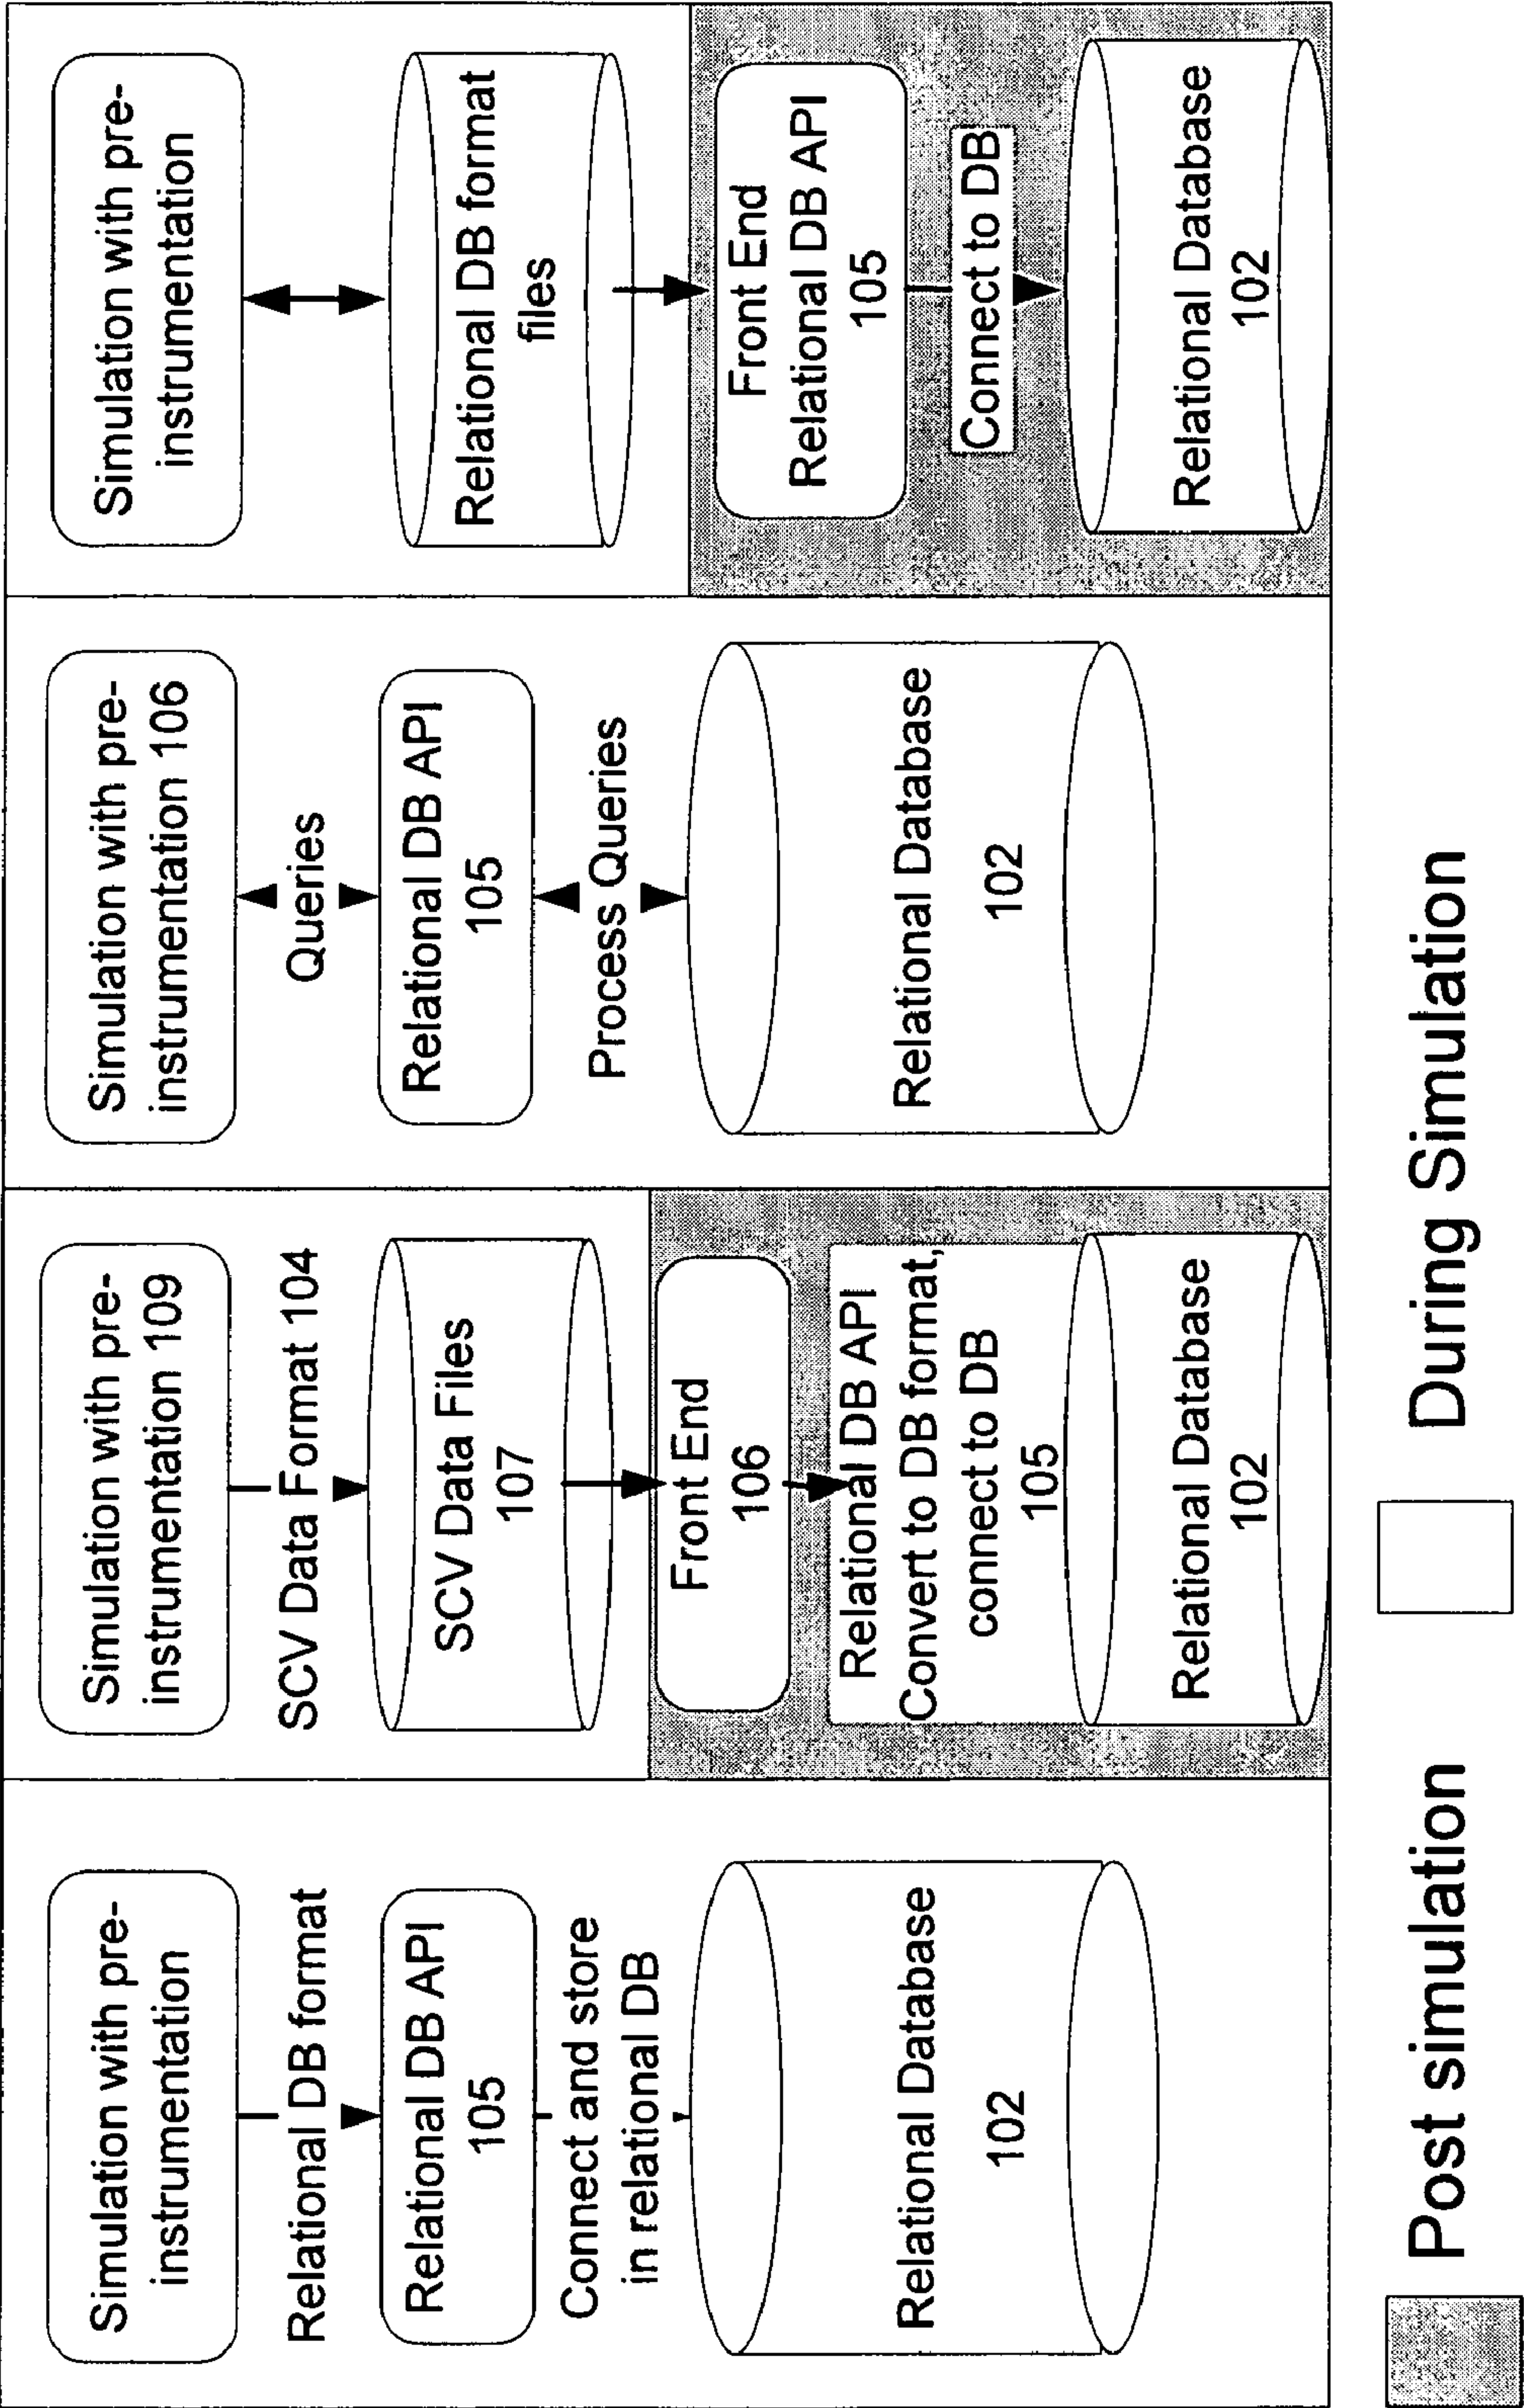 Simulation with pre-
instrumentation
Relational DB format
Relational DB API
105
Connect and store
in relational DB
Relational Database
102
Simulation with pre-
instrumentation 109
SCV Data Format 104
SCV Data Files
107
Front End
106
Relational DB API
Convert to DB format,
connect to DB
105
Relational Database
102
Simulation with pre-
instrumentation 106
Queries
Relational DB API
105
Process Queries
Relational Database
102
Simulation with pre-
instrumentation
Relational DB format
files
Front End
Relational DB API
105
Connect to DB
Relational Database
102
Post simulation
During Simulation